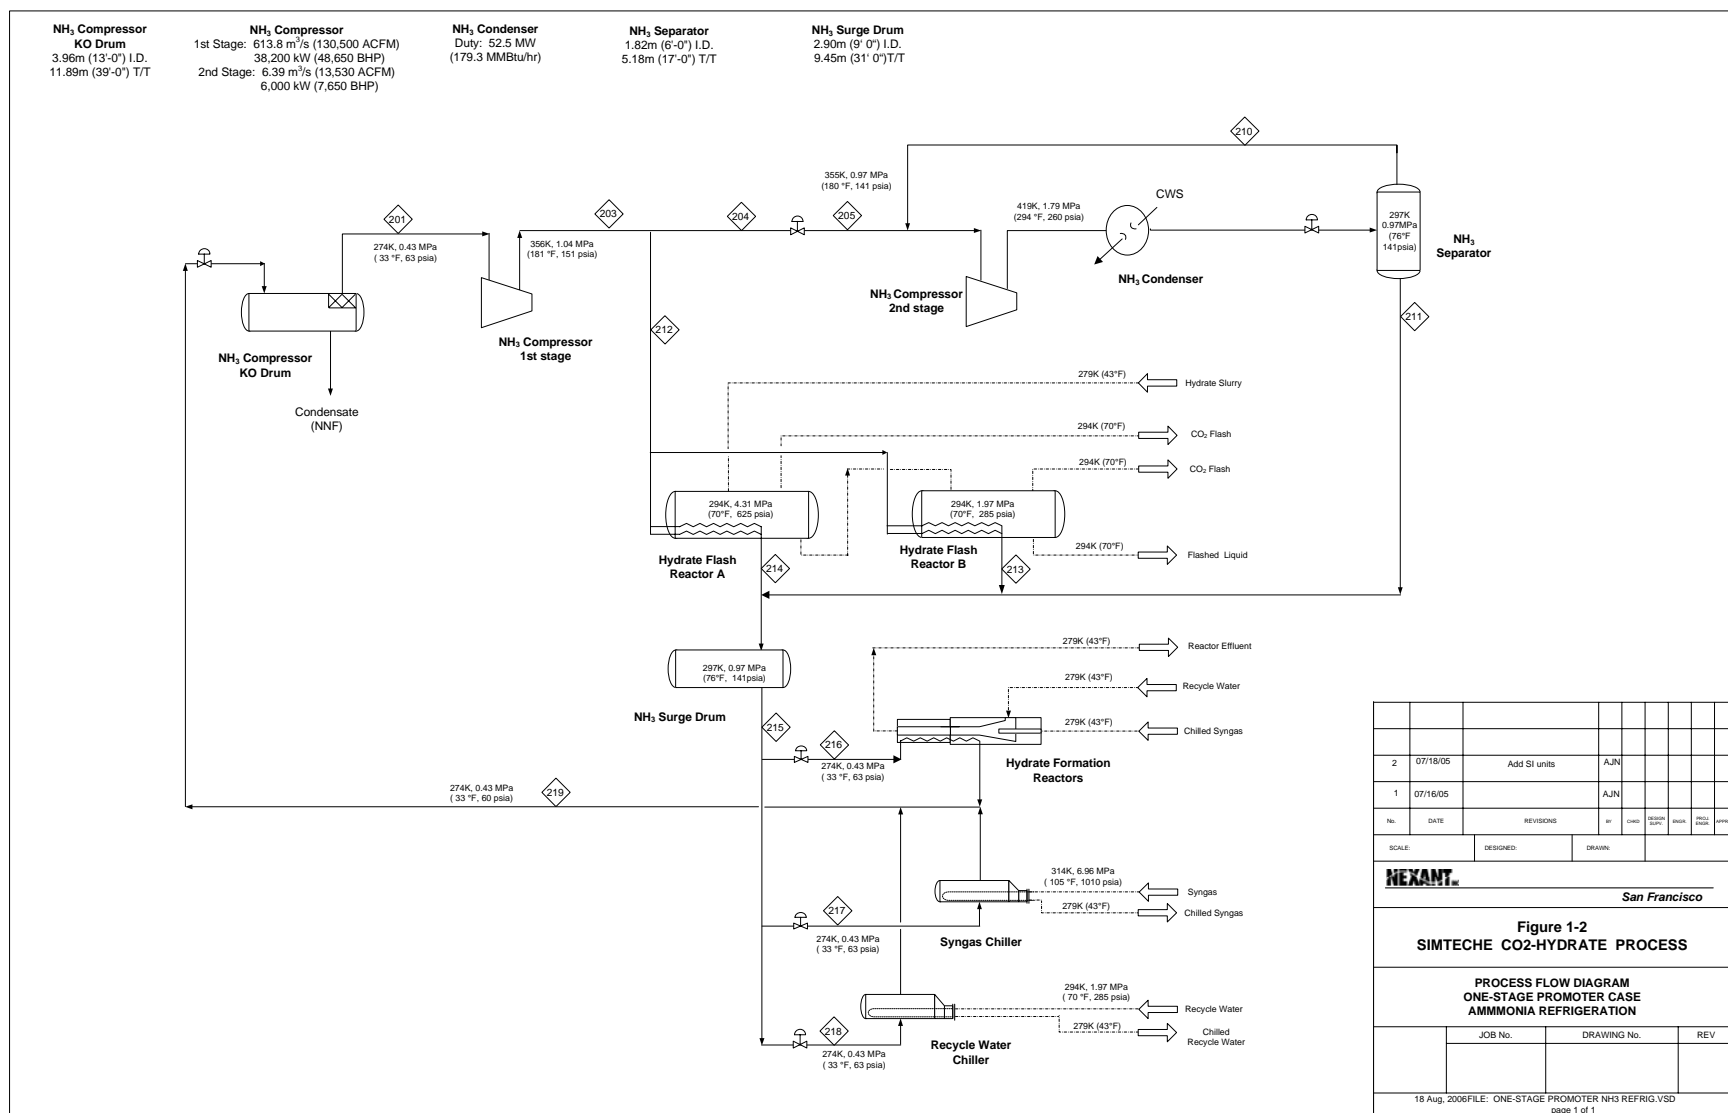 NH₃ Compressor
KO Drum
3.96m (13'-0") I.D.
11.89m (39'-0") T/T
NH₃ Compressor
1st Stage: 613.8 m³/s (130,500 ACFM)
38,200 kW (48,650 BHP)
2nd Stage: 6.39 m³/s (13,530 ACFM)
6,000 kW (7,650 BHP)
NH₃ Condenser
Duty: 52.5 MW
(179.3 MMBtu/hr)
NH₃ Separator
1.82m (6'-0") I.D.
5.18m (17'-0") T/T
NH₃ Surge Drum
2.90m (9' 0") I.D.
9.45m (31' 0")T/T
210
355K, 0.97 MPa
(180 °F, 141 psia)
201
203
204
205
419K, 1.79 MPa
(294 °F, 260 psia)
CWS
297K
0.97MPa
(76°F
141psia)
274K, 0.43 MPa
( 33 °F, 63 psia)
356K, 1.04 MPa
(181 °F, 151 psia)
NH₃
Separator
NH₃ Condenser
NH₃ Compressor
2nd stage
212
211
NH₃ Compressor
1st stage
NH₃ Compressor
KO Drum
Condensate
(NNF)
279K (43°F)
Hydrate Slurry
294K (70°F)
CO₂ Flash
294K (70°F)
CO₂ Flash
294K, 4.31 MPa
(70°F, 625 psia)
294K, 1.97 MPa
(70°F, 285 psia)
Hydrate Flash
Reactor A
214
Hydrate Flash
Reactor B
213
294K (70°F)
Flashed Liquid
297K, 0.97 MPa
(76°F, 141psia)
NH₃ Surge Drum
215
279K (43°F)
Reactor Effluent
279K (43°F)
Recycle Water
279K (43°F)
Chilled Syngas
216
274K, 0.43 MPa
( 33 °F, 63 psia)
Hydrate Formation
Reactors
274K, 0.43 MPa
( 33 °F, 60 psia)
219
314K, 6.96 MPa
( 105 °F, 1010 psia)
Syngas
279K (43°F)
Chilled Syngas
217
274K, 0.43 MPa
( 33 °F, 63 psia)
Syngas Chiller
294K, 1.97 MPa
( 70 °F, 285 psia)
Recycle Water
279K (43°F)
Chilled
Recycle Water
218
274K, 0.43 MPa
( 33 °F, 63 psia)
Recycle Water
Chiller
2 07/18/05 Add SI units AJN
1 07/16/05 AJN
No. DATE REVISIONS BY CHKD DESIGN SUPV. ENGR. PROJ. ENGR. APPR
SCALE: DESIGNED: DRAWN:
NEXANT
San Francisco
Figure 1-2
SIMTECHE CO2-HYDRATE PROCESS
PROCESS FLOW DIAGRAM
ONE-STAGE PROMOTER CASE
AMMMONIA REFRIGERATION
JOB No. DRAWING No. REV
18 Aug, 2006FILE: ONE-STAGE PROMOTER NH3 REFRIG.VSD
page 1 of 1